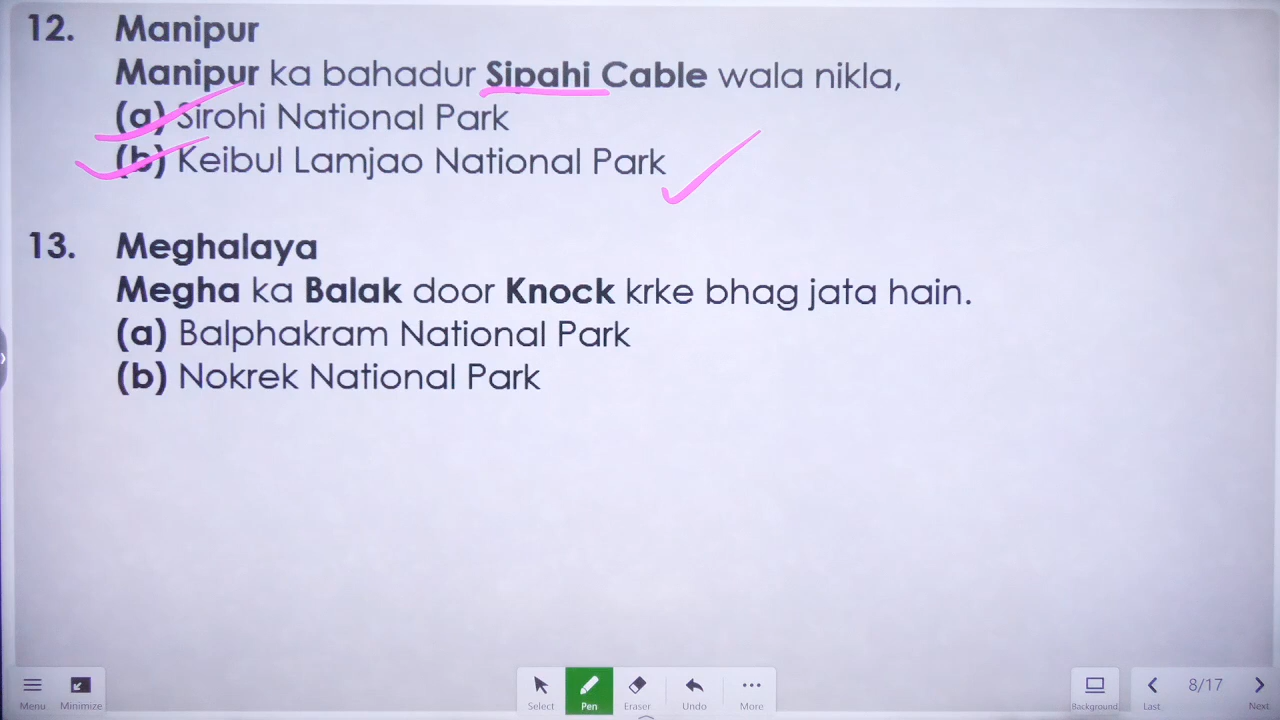 12. Manipur
Manipur ka bahadur Sipahi Cable wala nikla,
(a) Sirohi National Park
(b) Keibul Lamjao National Park
13. Meghalaya
Megha ka Balak door Knock krke bhag jata hain.
(a) Balphakram National Park
(b) Nokrek National Park
Menu Minimize Select Pen Eraser Undo More Background Last 8/17 Next